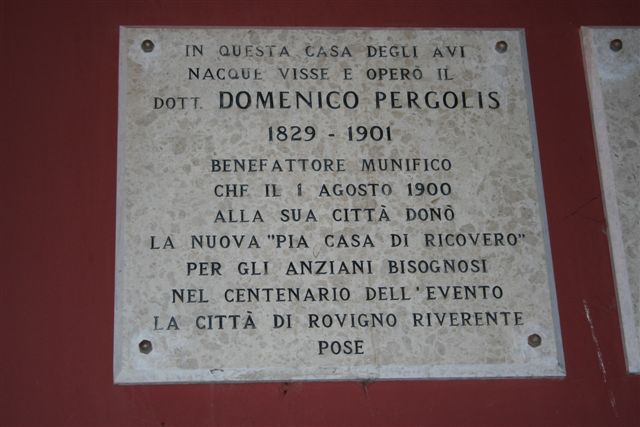 IN QUESTA CASA DEGLI AVI
NACQUE VISSE E OPERÒ IL
DOTT. DOMENICO PERGOLIS
1829 - 1901
BENEFATTORE MUNIFICO
CHE IL 1 AGOSTO 1900
ALLA SUA CITTÀ DONÒ
LA NUOVA "PIA CASA DI RICOVERO"
PER GLI ANZIANI BISOGNOSI
NEL CENTENARIO DELL'EVENTO
LA CITTÀ DI ROVIGNO RIVERENTE
POSE